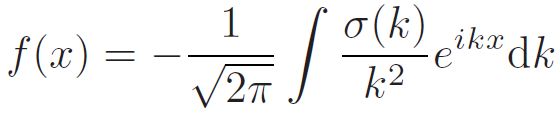 f(x) = -\frac{1}{\sqrt{2\pi}} \int \frac{\sigma(k)}{k^2} e^{ikx} \mathrm{d}k